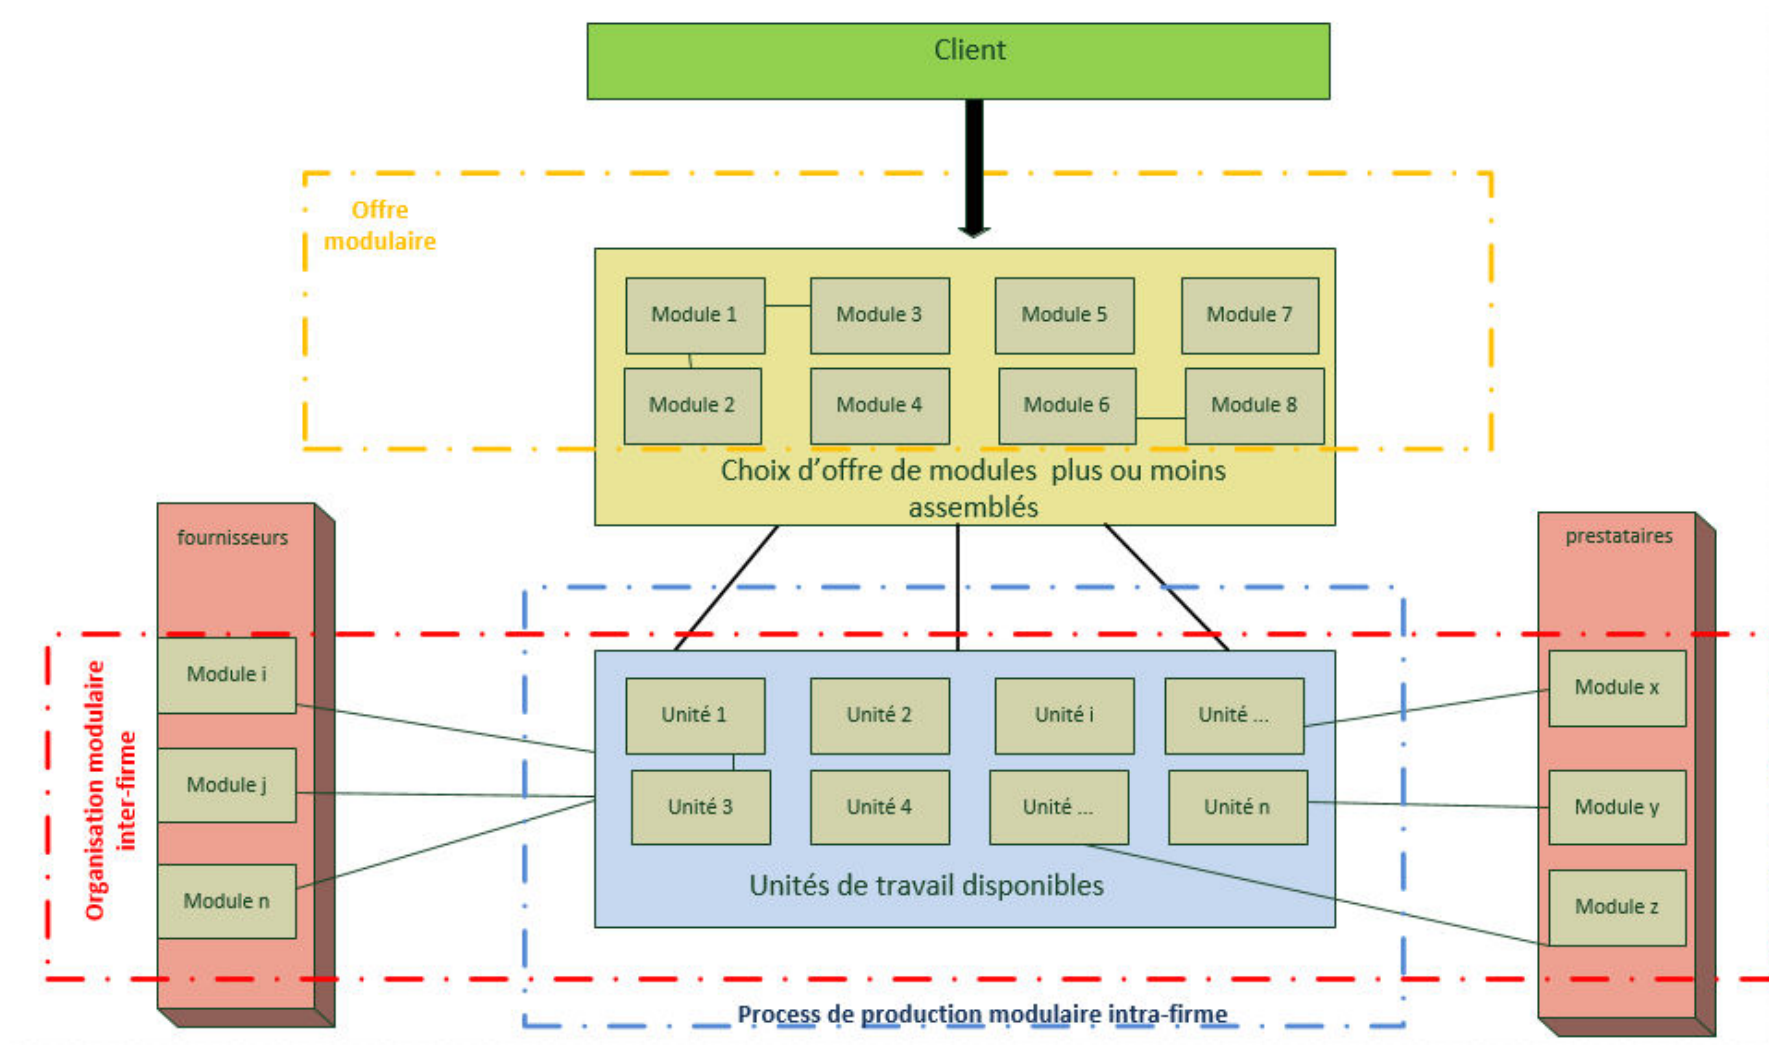 Client
Offre
modulaire
Module 1
Module 3
Module 5
Module 7
Module 2
Module 4
Module 6
Module 8
Choix d’offre de modules plus ou moins
assemblés
fournisseurs
prestataires
Organisation modulaire
inter-firme
Module i
Module j
Module n
Unité 1
Unité 2
Unité i
Unité ...
Unité 3
Unité 4
Unité ...
Unité n
Unités de travail disponibles
Module x
Module y
Module z
Process de production modulaire intra-firme